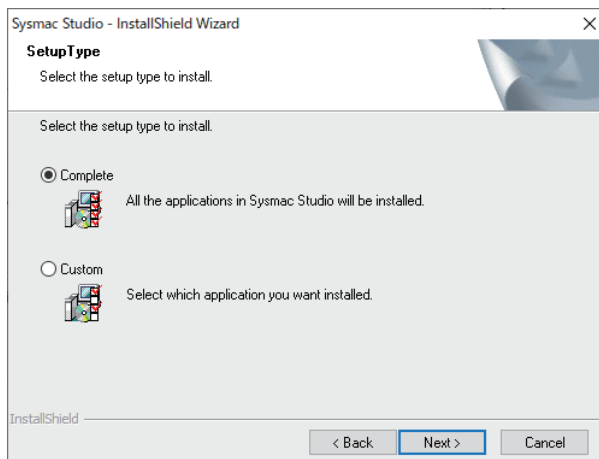 Sysmac Studio - InstallShield Wizard
SetupType
Select the setup type to install.
Select the setup type to install.
Complete
All the applications in Sysmac Studio will be installed.
Custom
Select which application you want installed.
InstallShield
< Back
Next >
Cancel